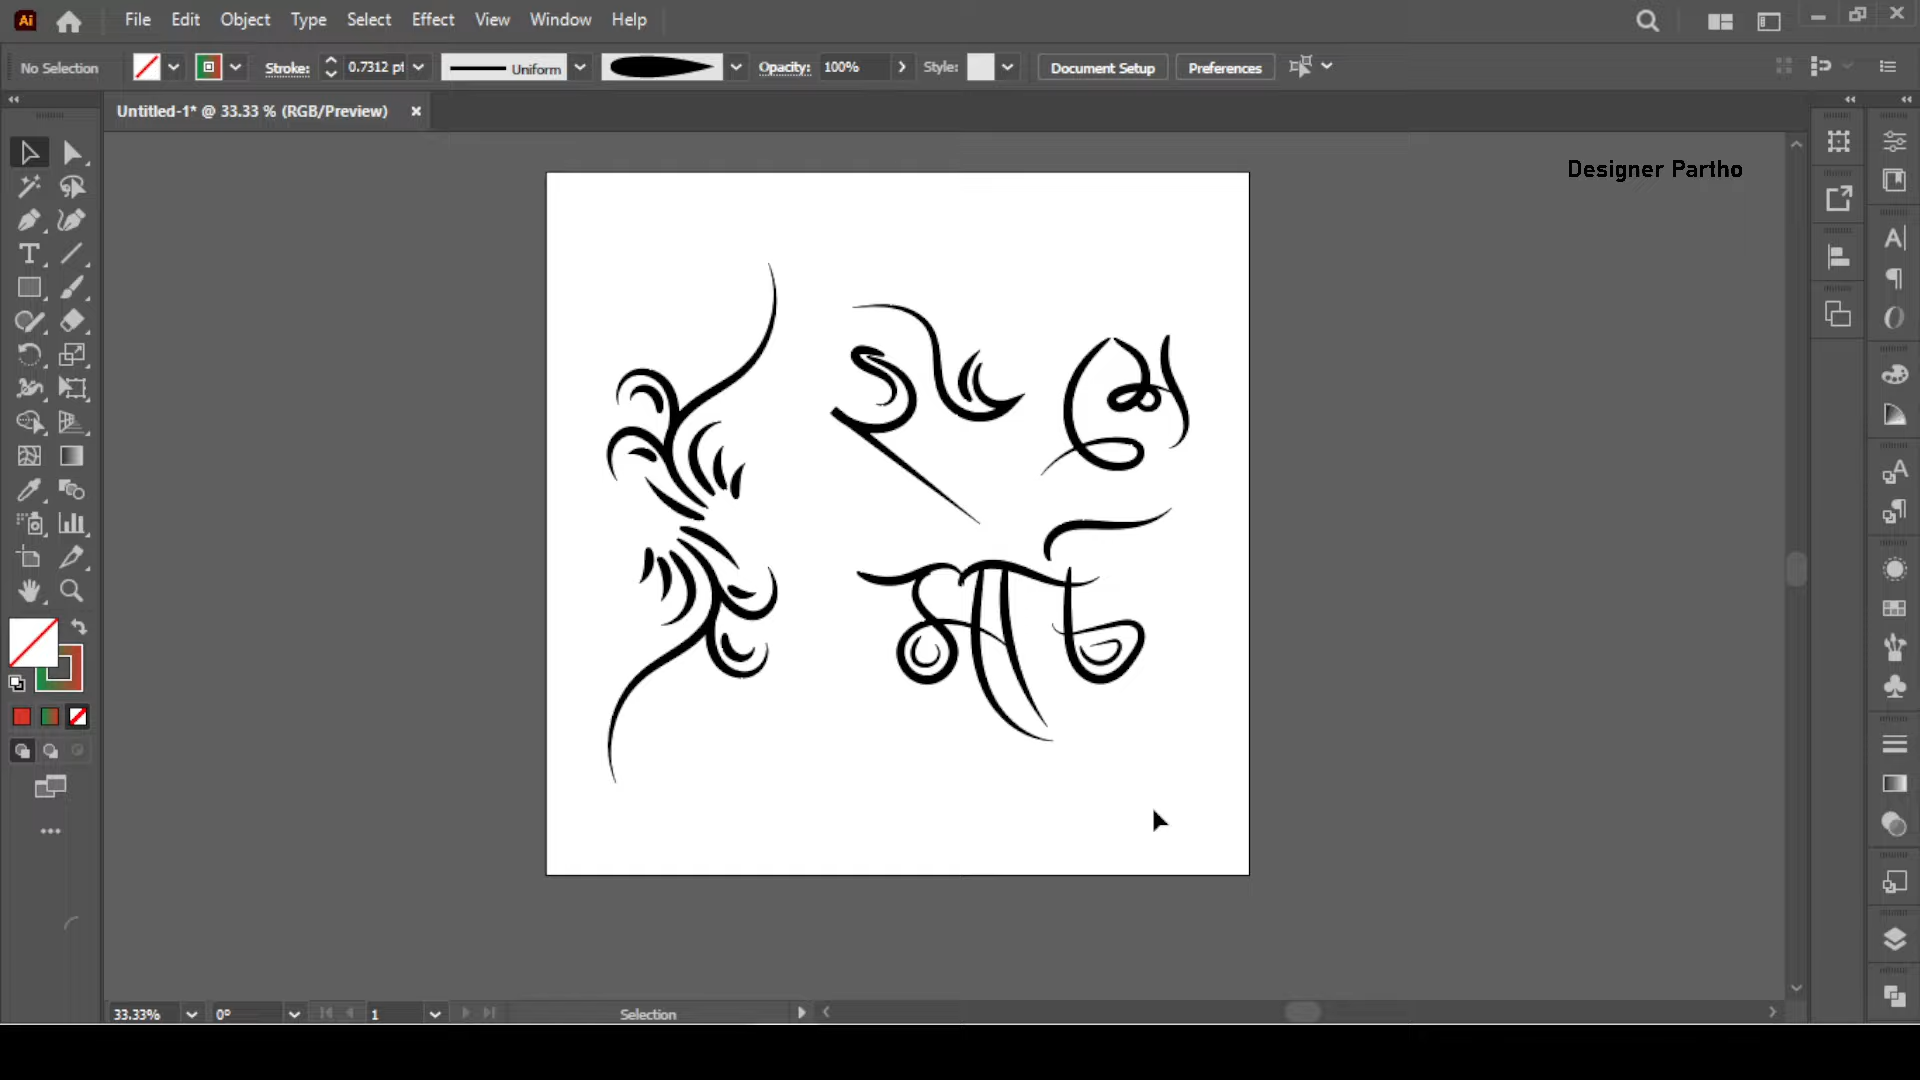 File Edit Object Type Select Effect View Window Help
No Selection Stroke: 0.7312 pt Uniform Opacity: 100% Style: Document Setup Preferences
Untitled-1* @ 33.33 % (RGB/Preview)
Designer Partho
২৬ শে
মার্চ
33.33% 0° 1 Selection